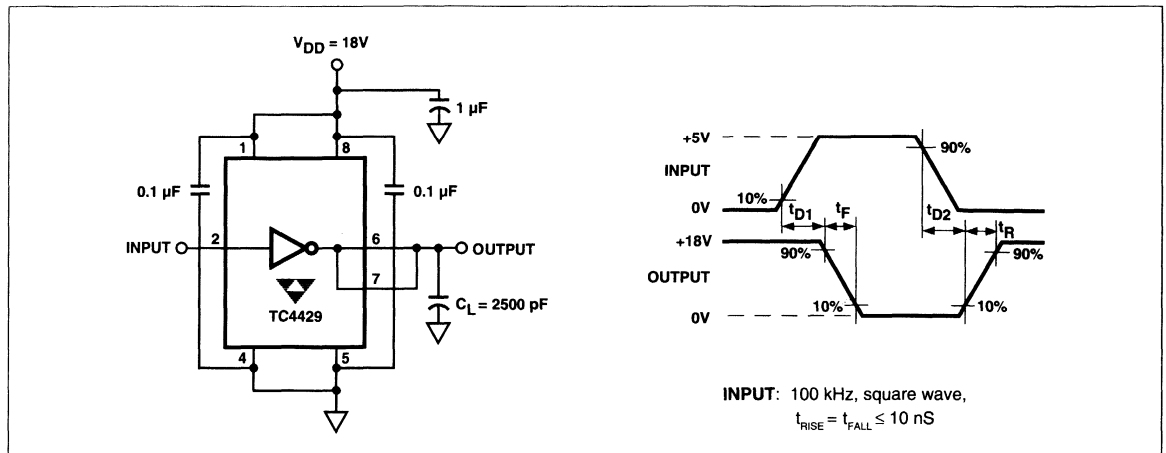 V_DD = 18V
1 µF
1
8
0.1 µF
0.1 µF
INPUT
2
6
OUTPUT
7
TC4429
C_L = 2500 pF
4
5
+5V
INPUT
90%
10%
0V
t_D1
t_F
t_D2
t_R
+18V
90%
90%
OUTPUT
10%
10%
0V
INPUT: 100 kHz, square wave,
t_RISE = t_FALL ≤ 10 nS